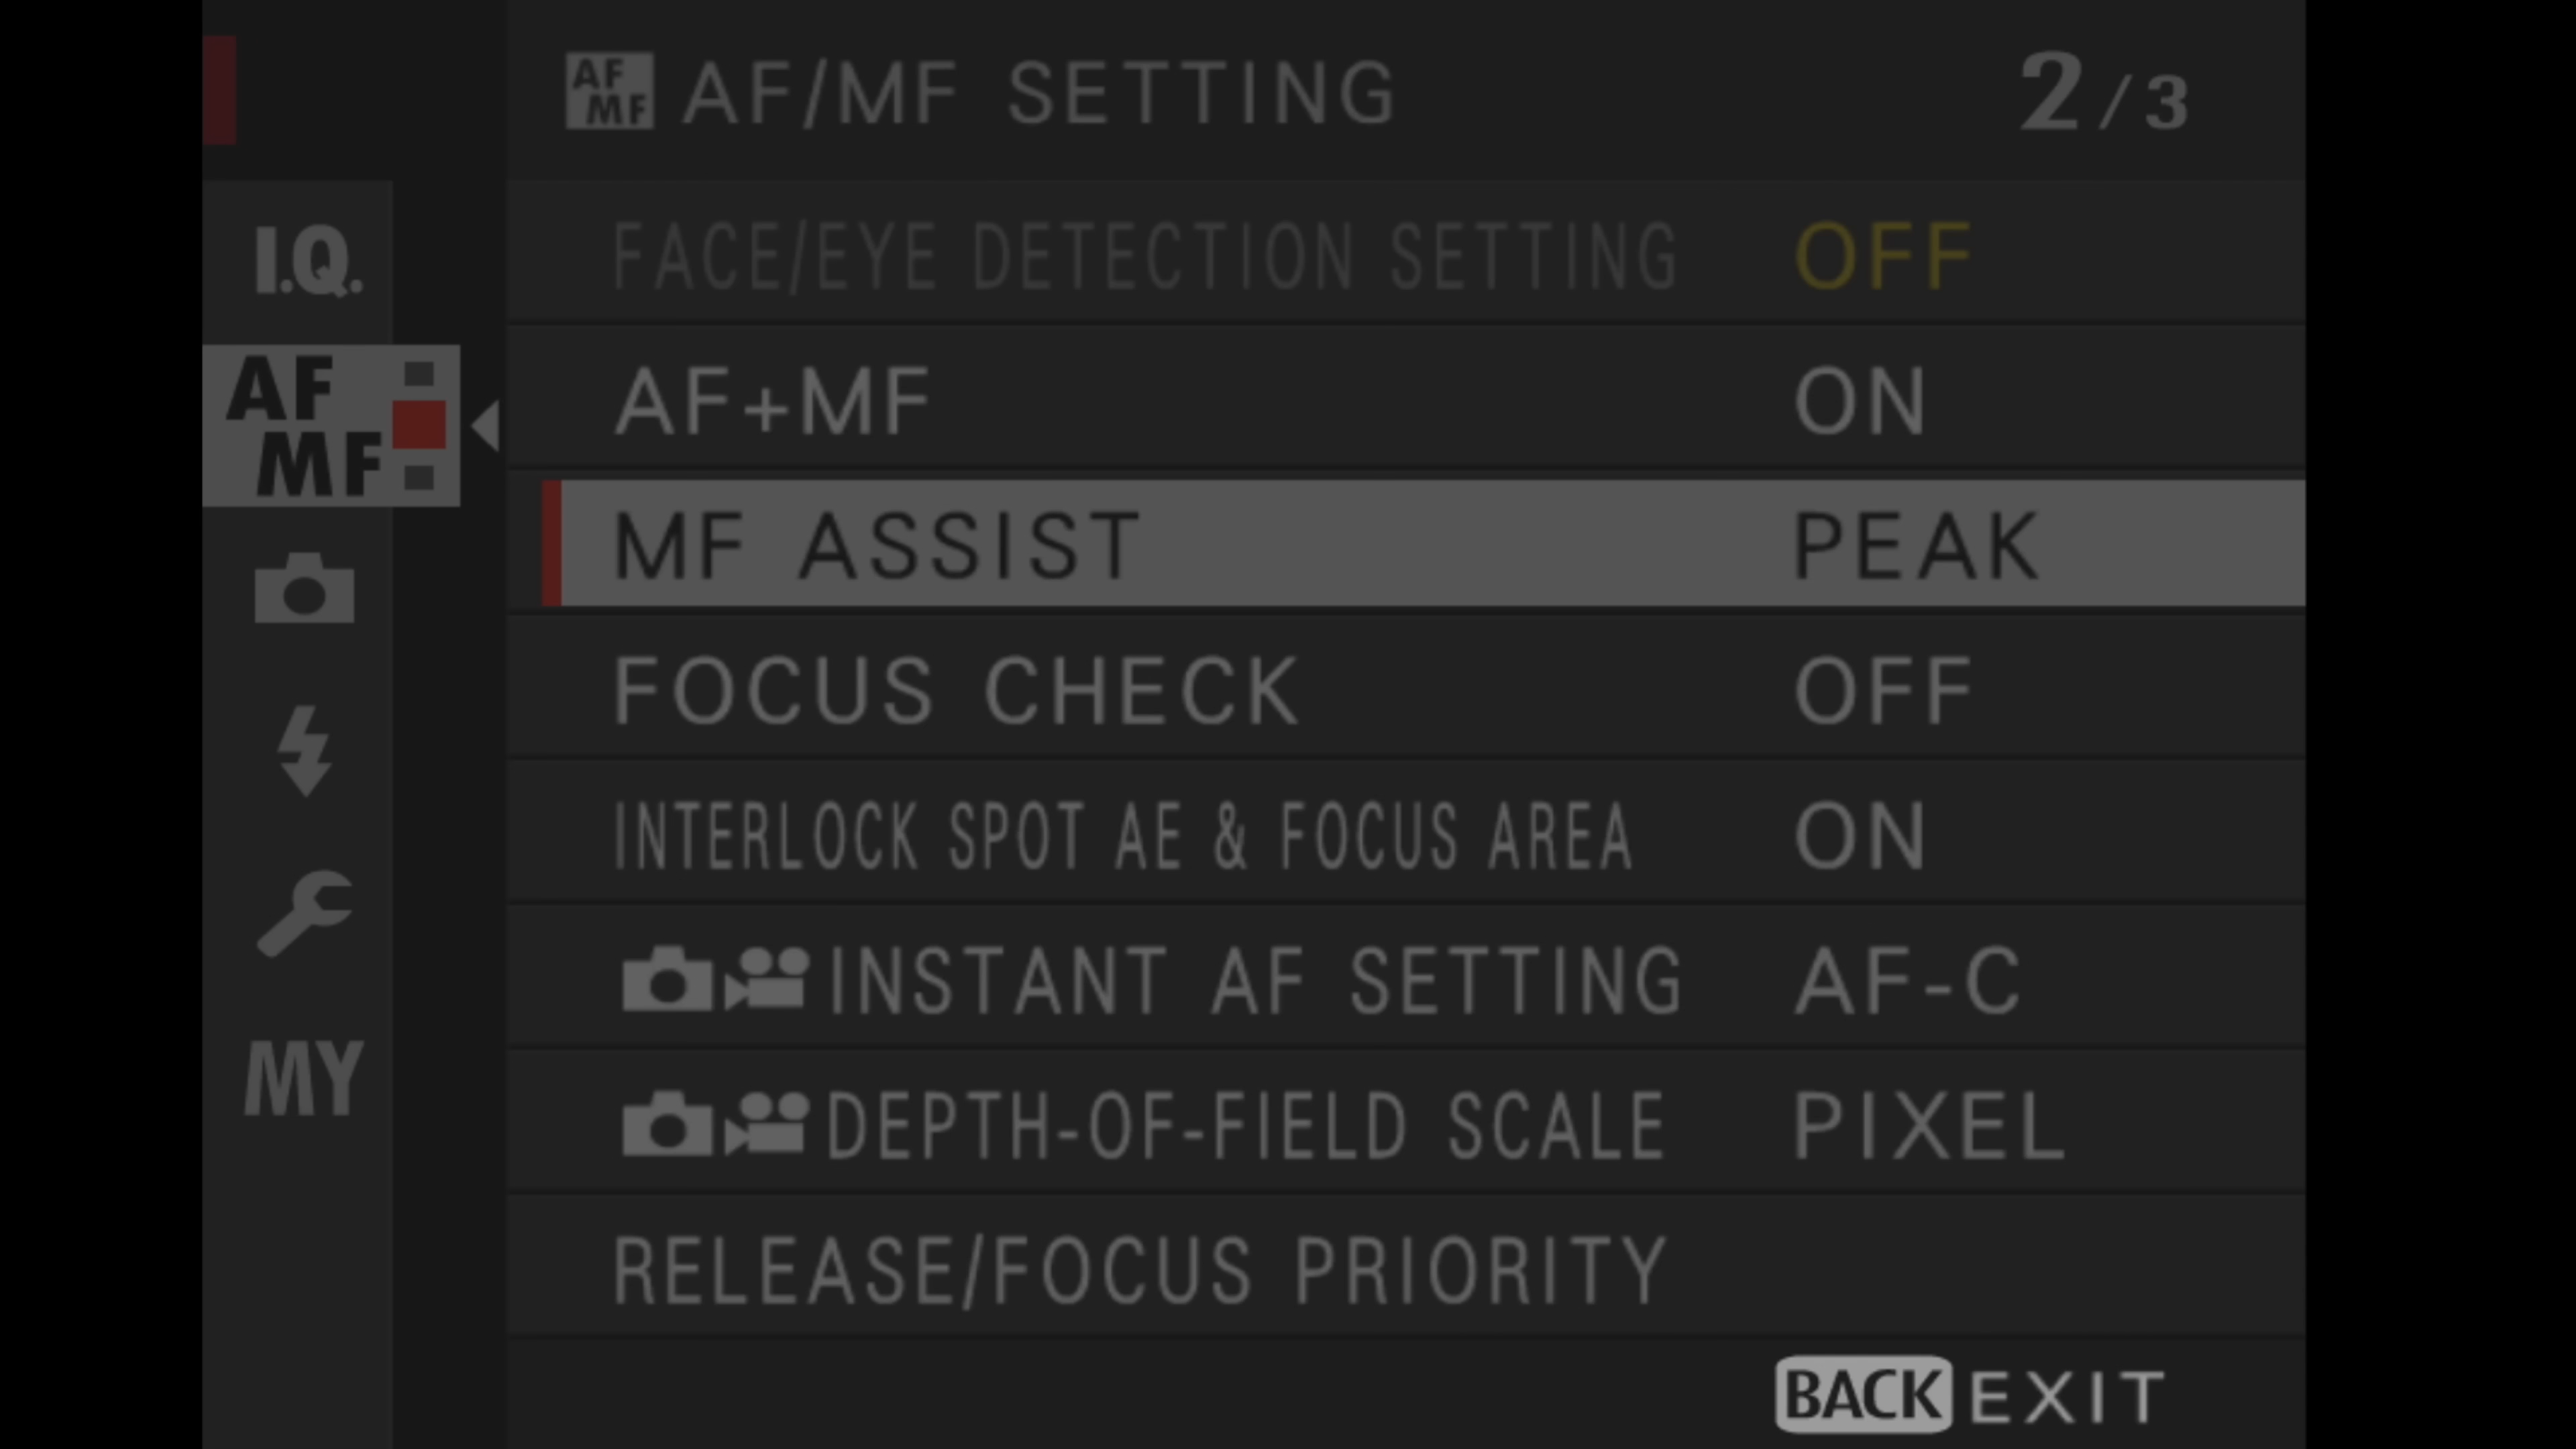 AF MF AF/MF SETTING 2/3
I.Q.
FACE/EYE DETECTION SETTING OFF
AF MF
AF+MF ON
MF ASSIST PEAK
FOCUS CHECK OFF
INTERLOCK SPOT AE & FOCUS AREA ON
INSTANT AF SETTING AF-C
MY
DEPTH-OF-FIELD SCALE PIXEL
RELEASE/FOCUS PRIORITY
BACK EXIT